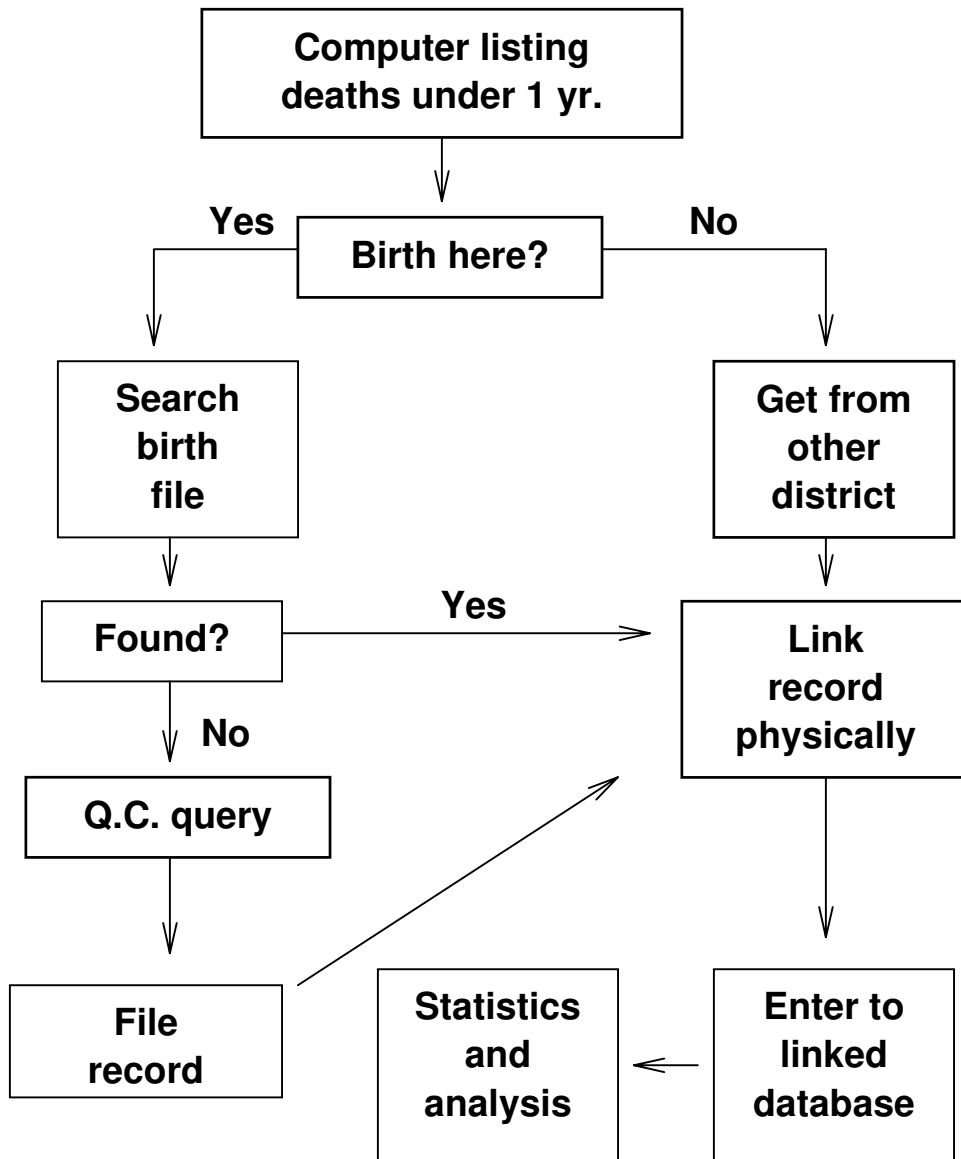 Computer listing
deaths under 1 yr.
Yes
No
Birth here?
Search
birth
file
Get from
other
district
Found?
Yes
Link
record
physically
No
Q.C. query
File
record
Statistics
and
analysis
Enter to
linked
database